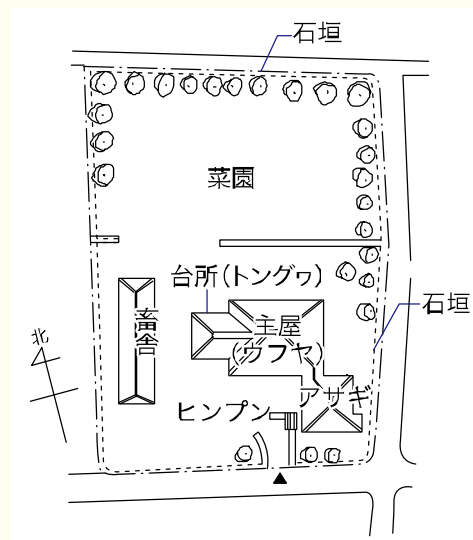 石垣
菜園
台所(トングヮ)
石垣
畜舎
主屋
(ウフヤ)
北
アサギ
ヒンプン